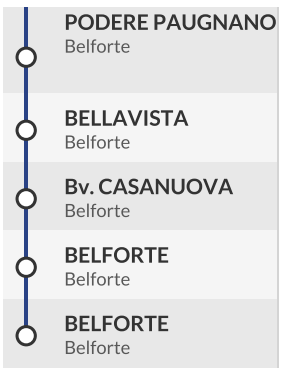 PODERE PAUGNANO
Belforte
BELLAVISTA
Belforte
Bv. CASANUOVA
Belforte
BELFORTE
Belforte
BELFORTE
Belforte